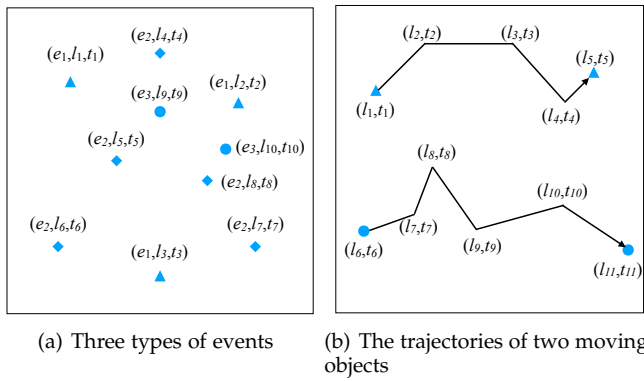 (e2,l4,t4)
(e1,l1,t1)
(e1,l2,t2)
(e3,l9,t9)
(e2,l5,t5)
(e3,l10,t10)
(e2,l8,t8)
(e2,l6,t6)
(e2,l7,t7)
(e1,l3,t3)
(a) Three types of events
(l2,t2)
(l3,t3)
(l5,t5)
(l1,t1)
(l4,t4)
(l8,t8)
(l10,t10)
(l7,t7)
(l6,t6)
(l9,t9)
(l11,t11)
(b) The trajectories of two moving
objects